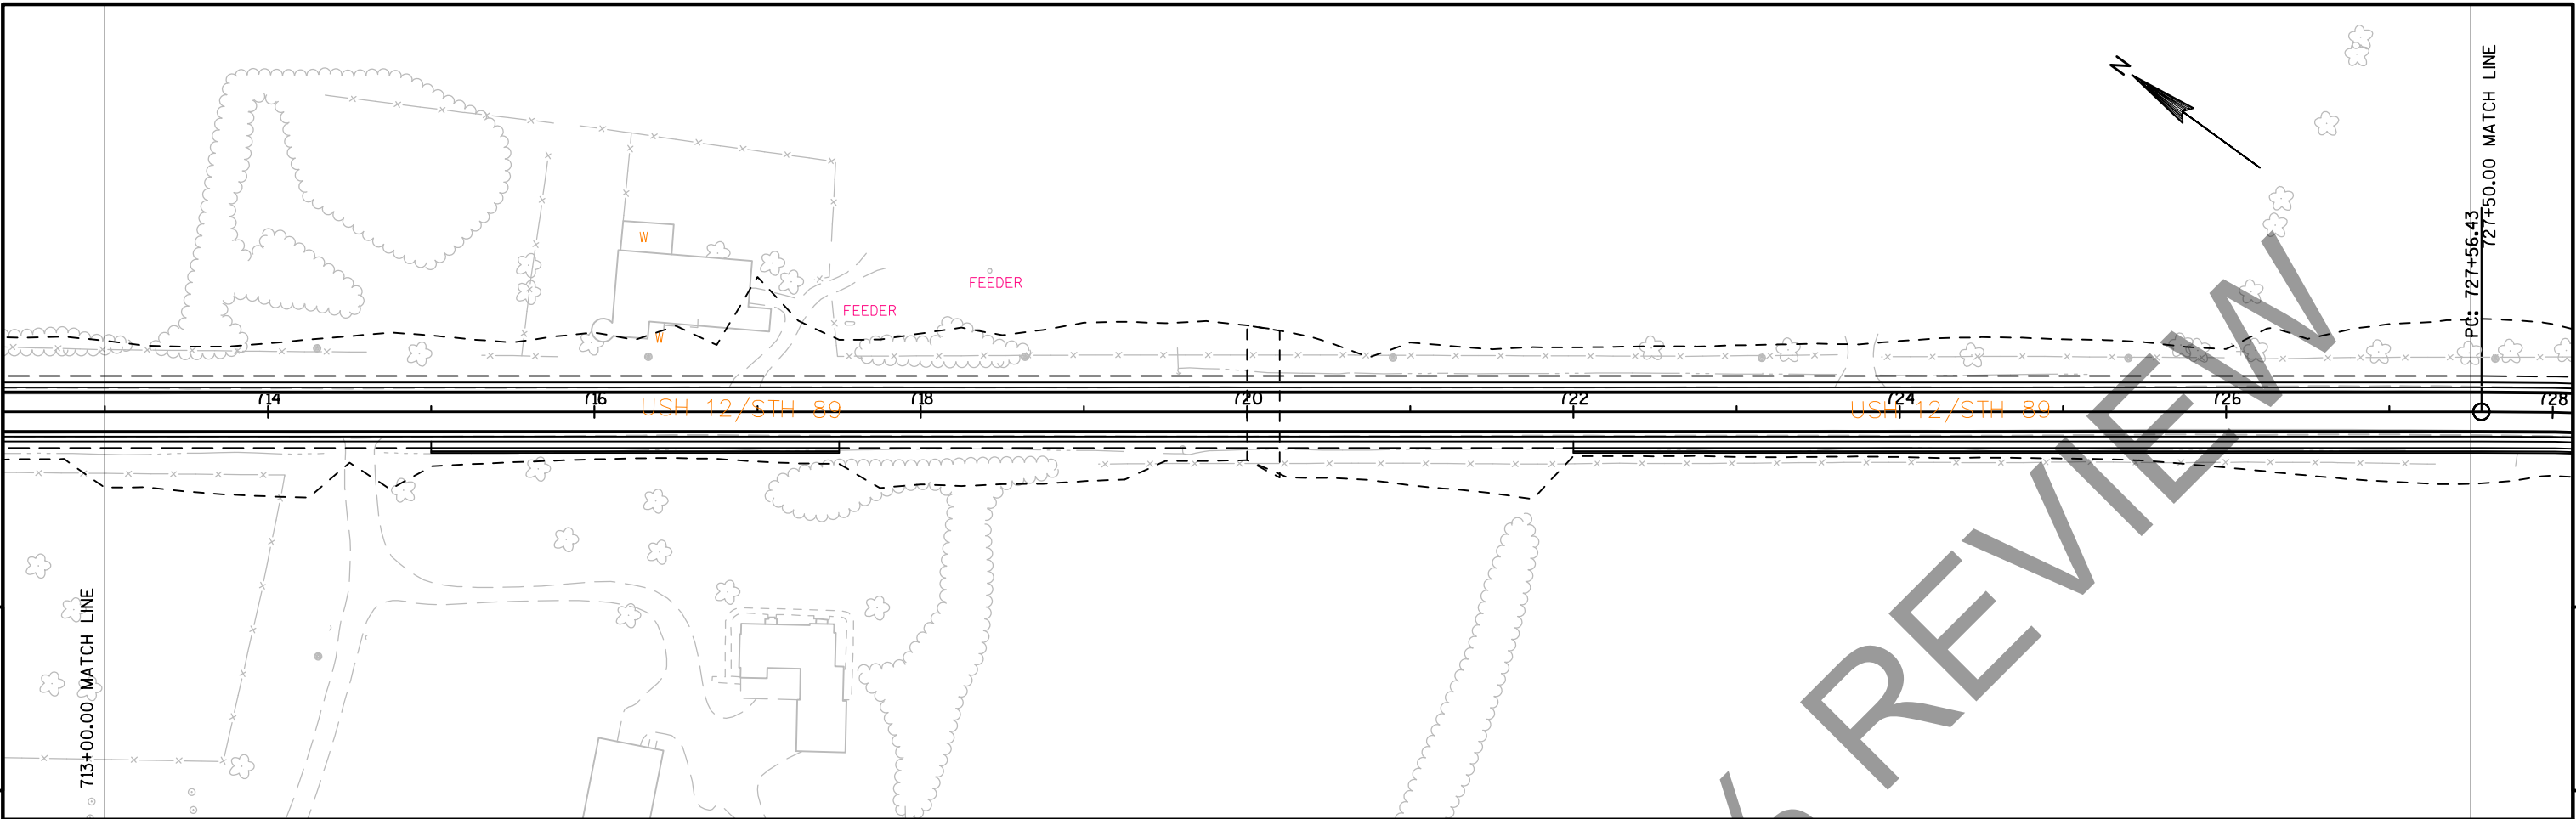 N
727+50.00 MATCH LINE
PC: 727+56.43
W
FEEDER
FEEDER
W
714
716
718
720
722
724
726
728
USH 12/STH 89
USH 12/STH 89
713+00.00 MATCH LINE
REVIEW